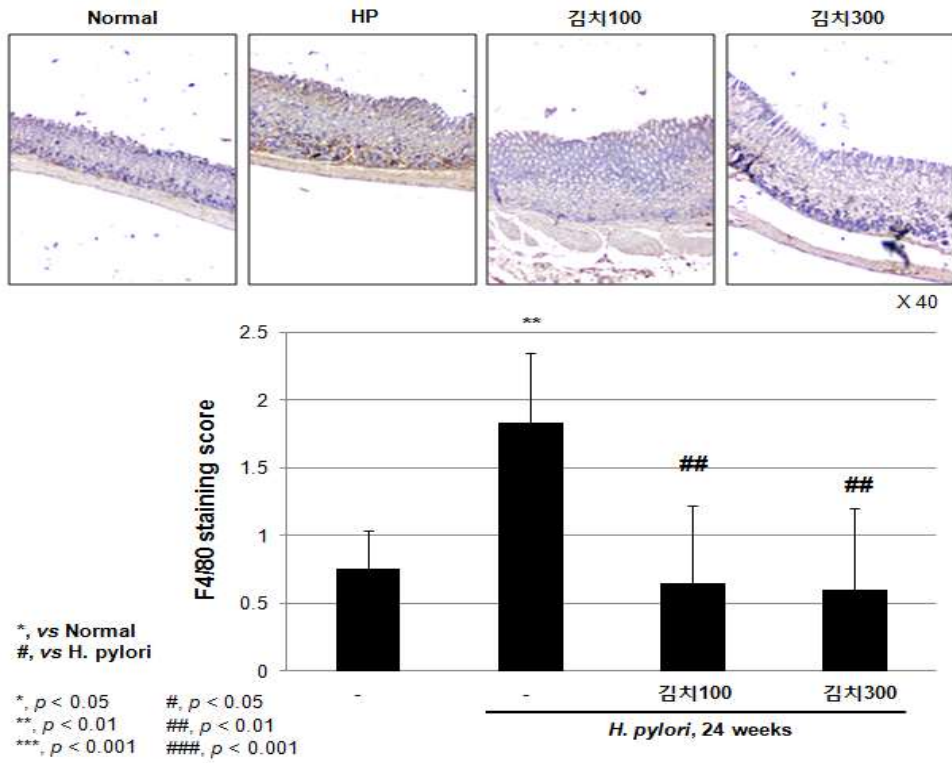 Normal HP 김치100 김치300
X 40
F4/80 staining score
2.5
2
1.5
1
0.5
0
**
##
##
- - 김치100 김치300
H. pylori, 24 weeks
*, vs Normal
#, vs H. pylori
*, p < 0.05 #, p < 0.05
**, p < 0.01 ##, p < 0.01
***, p < 0.001 ###, p < 0.001